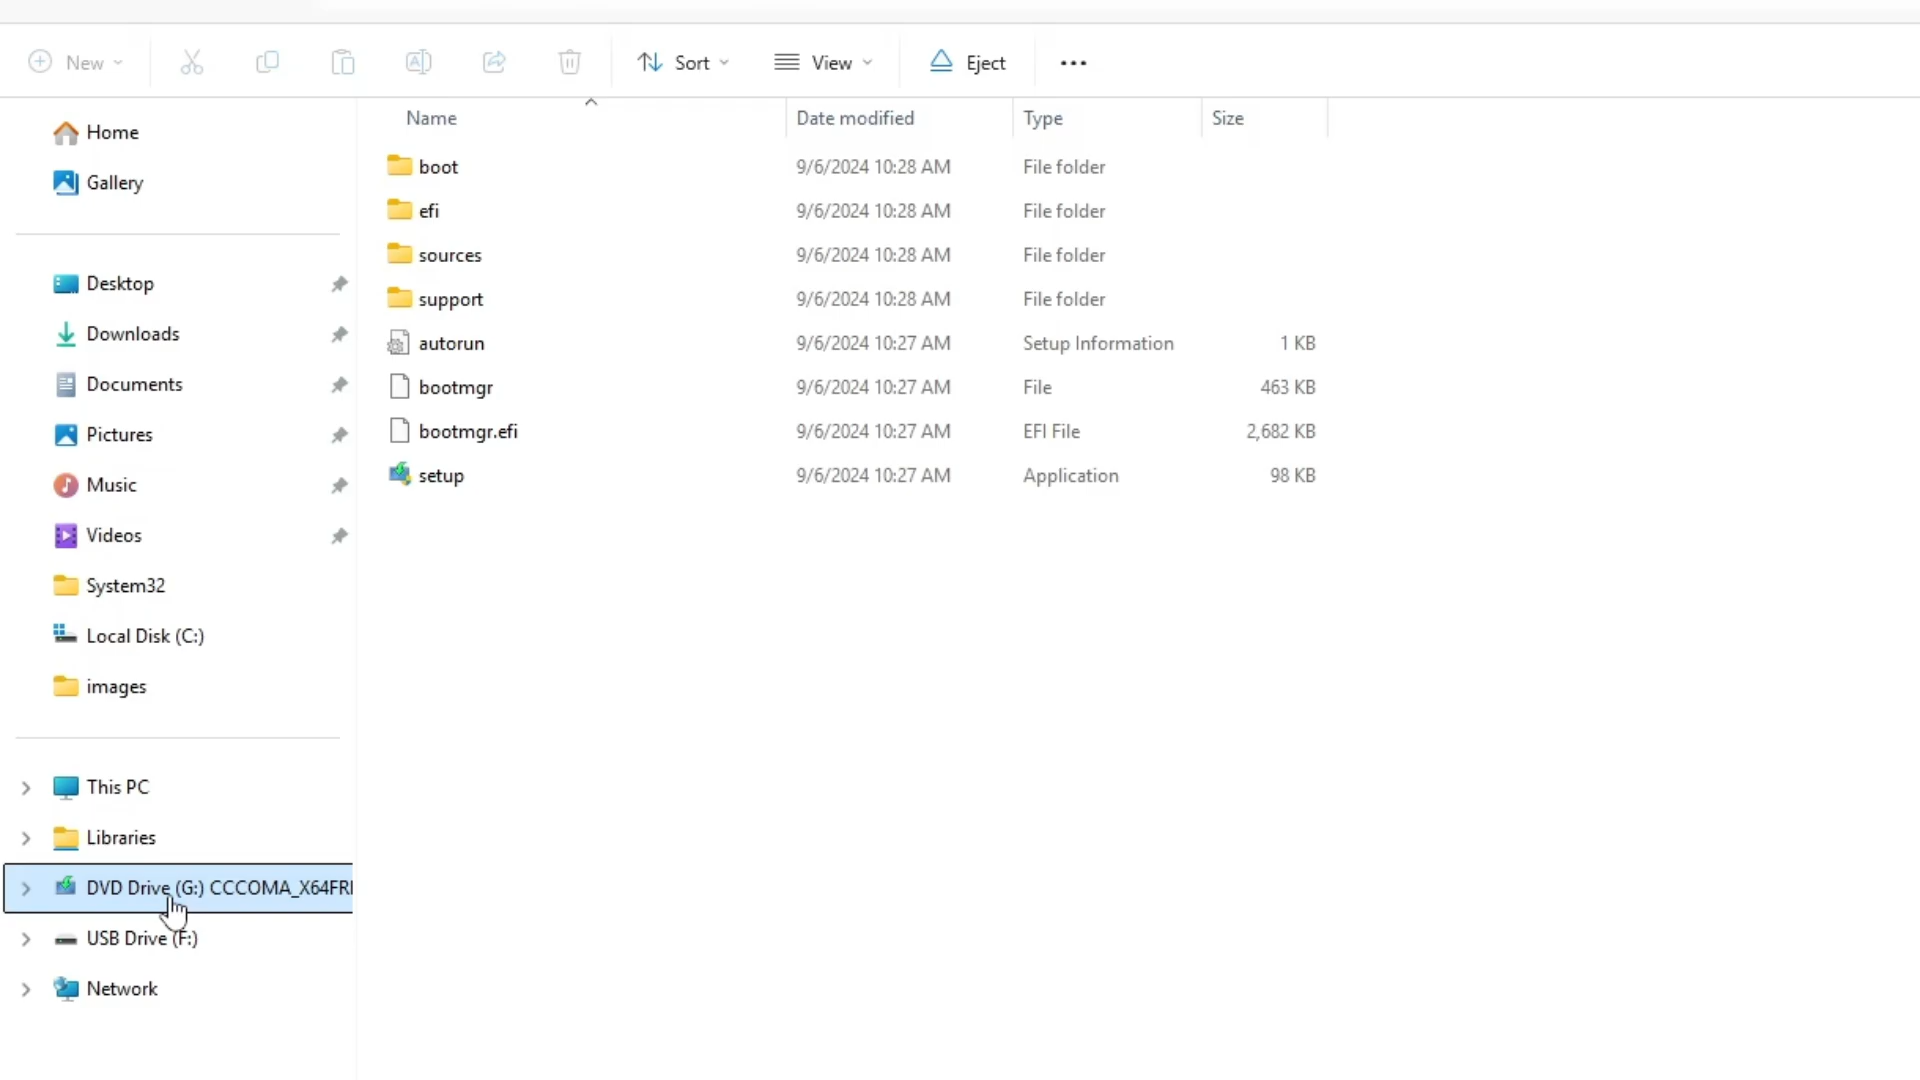 New
Sort
View
Eject
Name Date modified Type Size
Home
Gallery
Desktop
Downloads
Documents
Pictures
Music
Videos
System32
Local Disk (C:)
images
This PC
Libraries
DVD Drive (G:) CCCOMA_X64FR
USB Drive (F:)
Network
boot 9/6/2024 10:28 AM File folder
efi 9/6/2024 10:28 AM File folder
sources 9/6/2024 10:28 AM File folder
support 9/6/2024 10:28 AM File folder
autorun 9/6/2024 10:27 AM Setup Information 1 KB
bootmgr 9/6/2024 10:27 AM File 463 KB
bootmgr.efi 9/6/2024 10:27 AM EFI File 2,682 KB
setup 9/6/2024 10:27 AM Application 98 KB